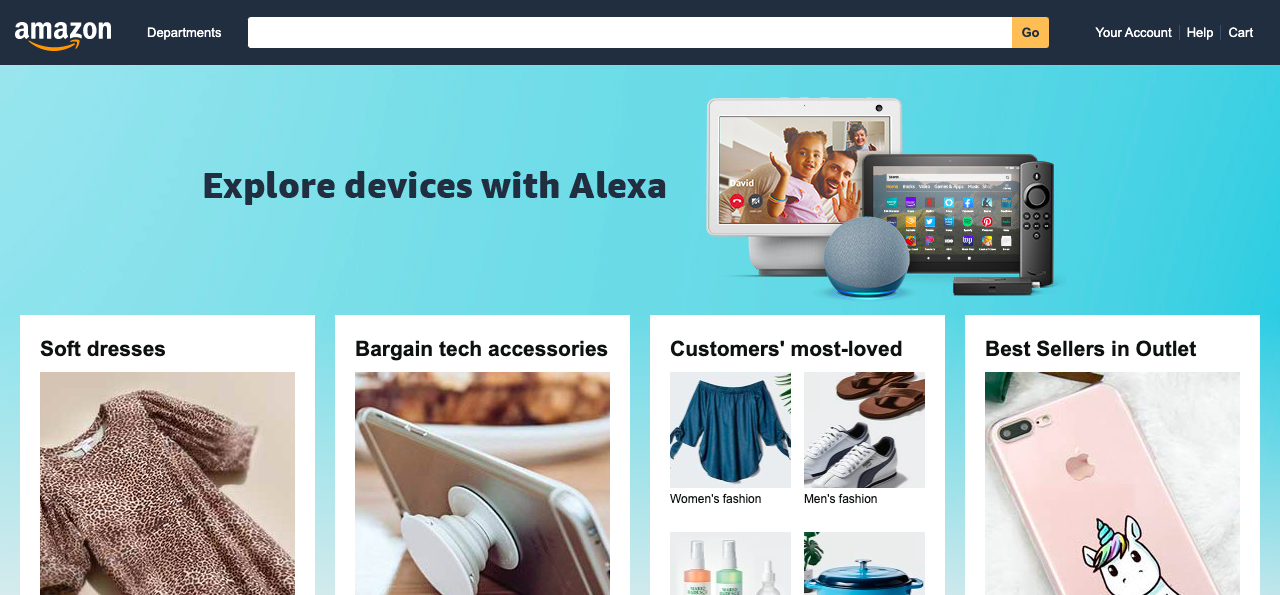 amazon
Departments
Go
Your Account
Help
Cart
Explore devices with Alexa
David
Soft dresses
Bargain tech accessories
Customers' most-loved
Best Sellers in Outlet
Women's fashion
Men's fashion